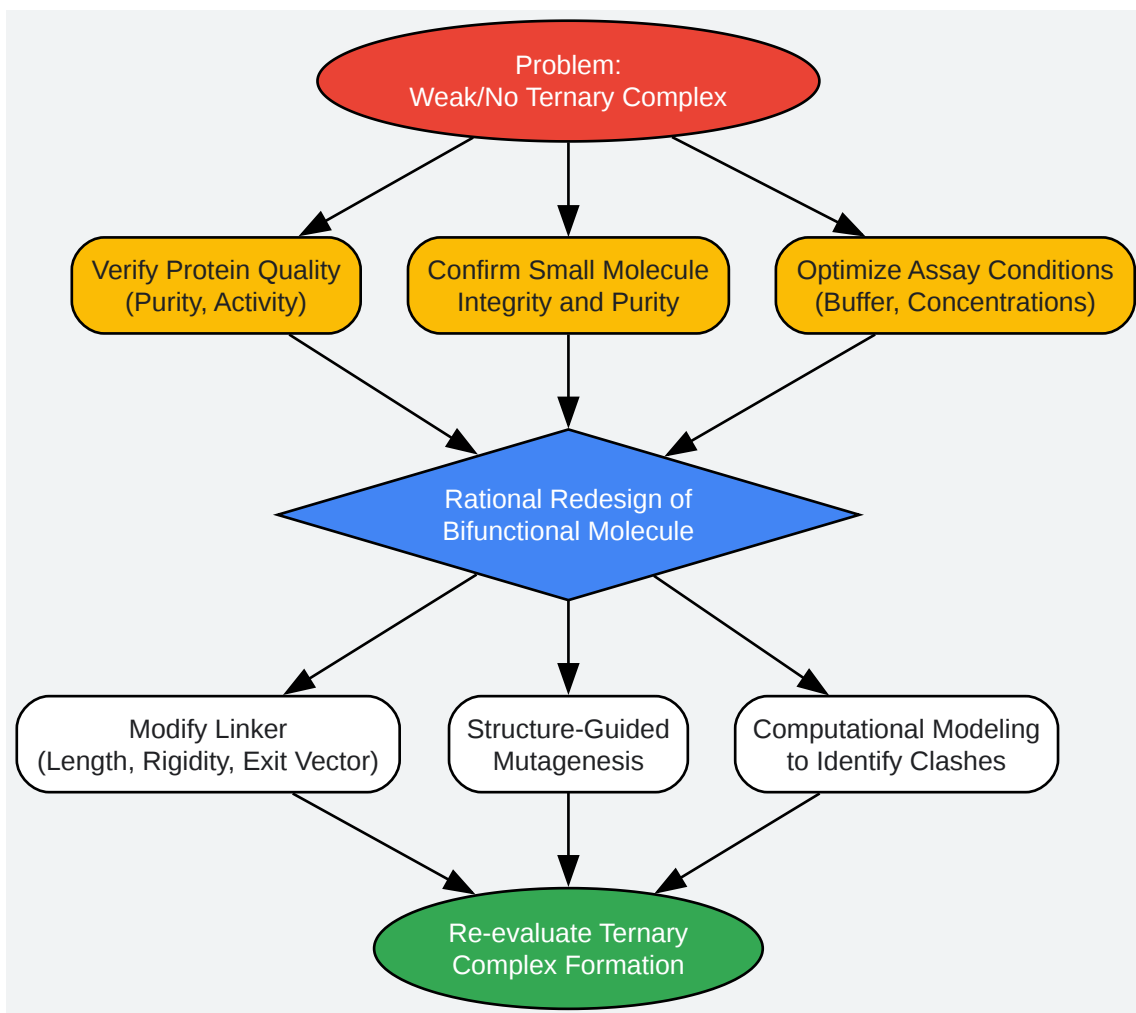 Problem:
Weak/No Ternary Complex
Verify Protein Quality
(Purity, Activity)
Confirm Small Molecule
Integrity and Purity
Optimize Assay Conditions
(Buffer, Concentrations)
Rational Redesign of
Bifunctional Molecule
Modify Linker
(Length, Rigidity, Exit Vector)
Structure-Guided
Mutagenesis
Computational Modeling
to Identify Clashes
Re-evaluate Ternary
Complex Formation